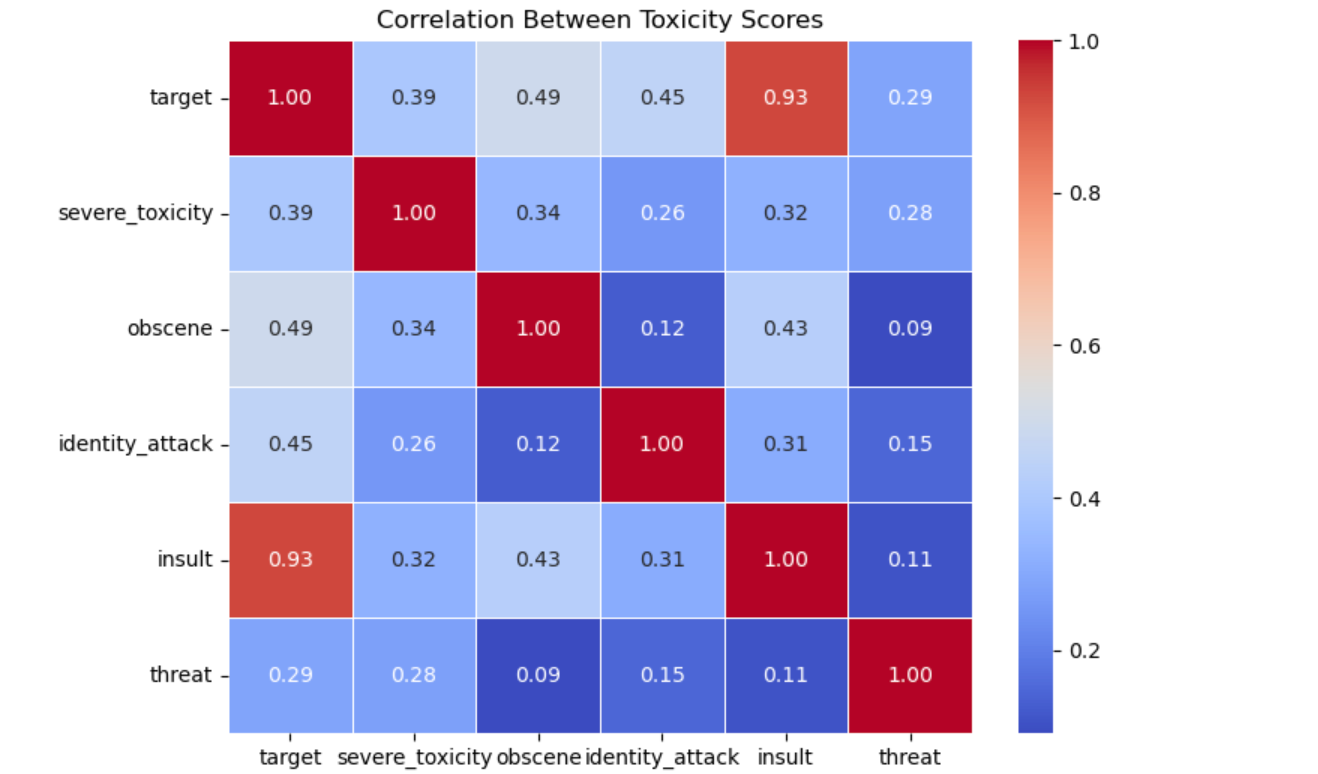 Correlation Between Toxicity Scores
target 1.00 0.39 0.49 0.45 0.93 0.29
severe_toxicity 0.39 1.00 0.34 0.26 0.32 0.28
obscene 0.49 0.34 1.00 0.12 0.43 0.09
identity_attack 0.45 0.26 0.12 1.00 0.31 0.15
insult 0.93 0.32 0.43 0.31 1.00 0.11
threat 0.29 0.28 0.09 0.15 0.11 1.00
target severe_toxicity obscene identity_attack insult threat
1.0
0.8
0.6
0.4
0.2